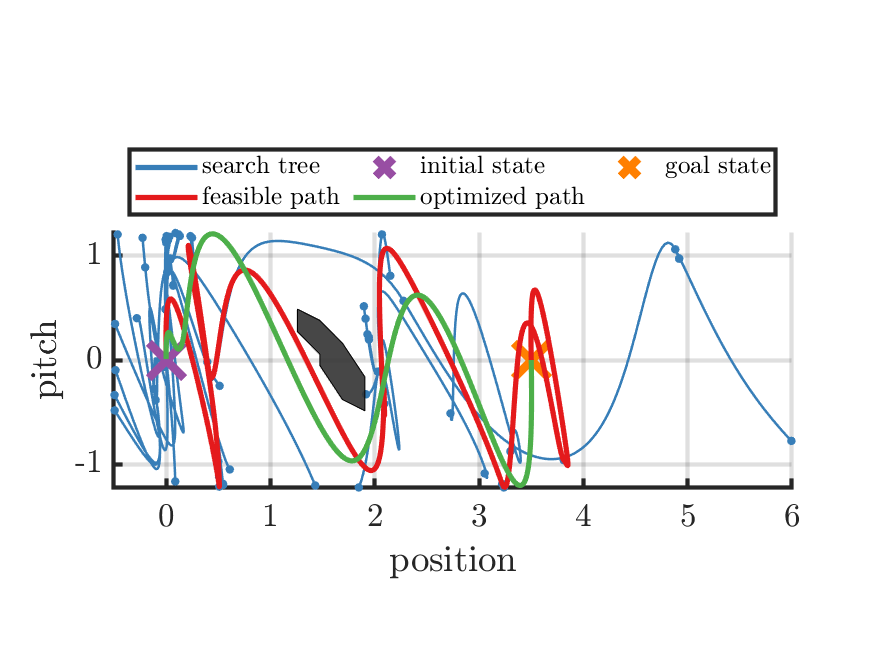 search tree initial state goal state
feasible path optimized path
1
0
-1
pitch
0 1 2 3 4 5 6
position